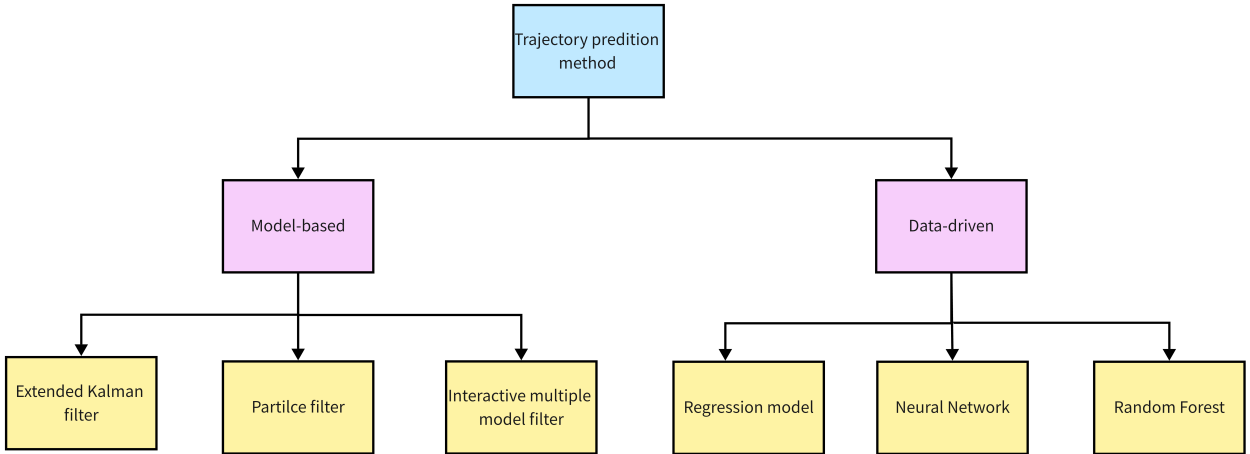 Trajectory predition
method
Model-based
Data-driven
Extended Kalman
filter
Partilce filter
Interactive multiple
model filter
Regression model
Neural Network
Random Forest